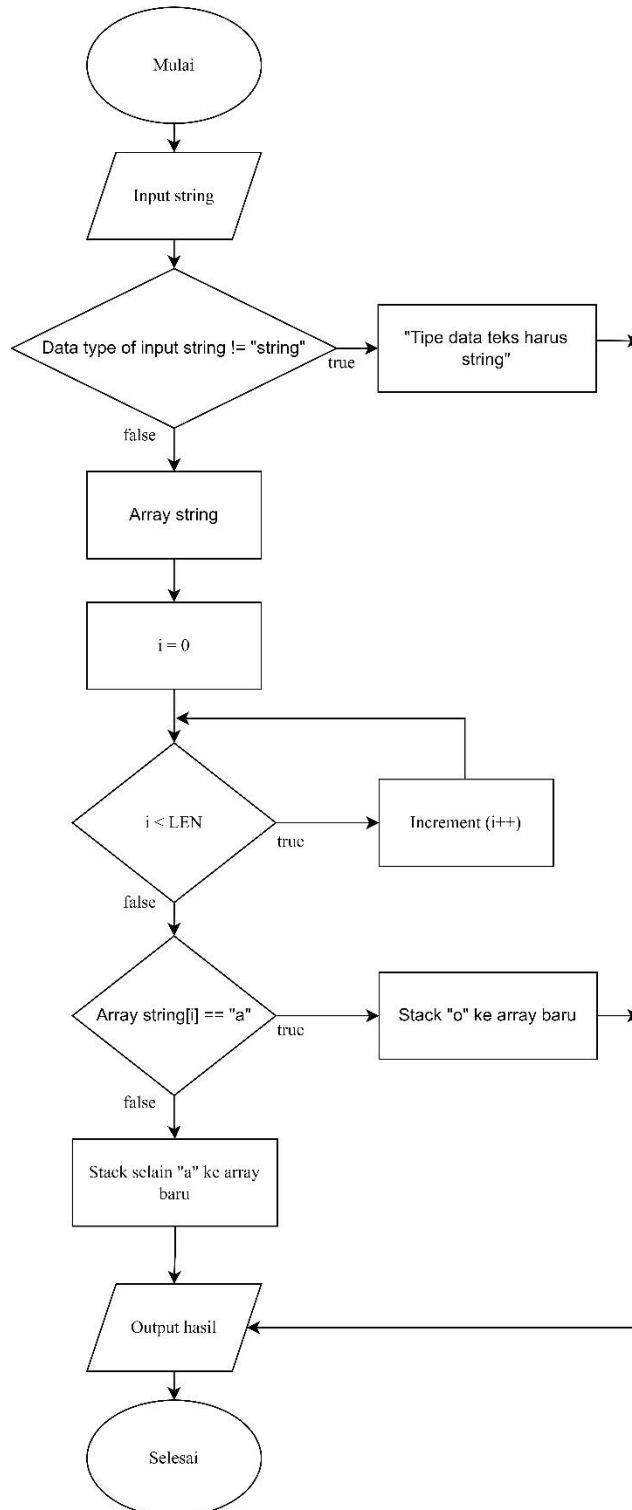 Mulai
Input string
Data type of input string != "string"
true
"Tipe data teks harus
string"
false
Array string
i = 0
i < LEN
true
Increment (i++)
false
Array string[i] == "a"
true
Stack "o" ke array baru
false
Stack selain "a" ke array
baru
Output hasil
Selesai